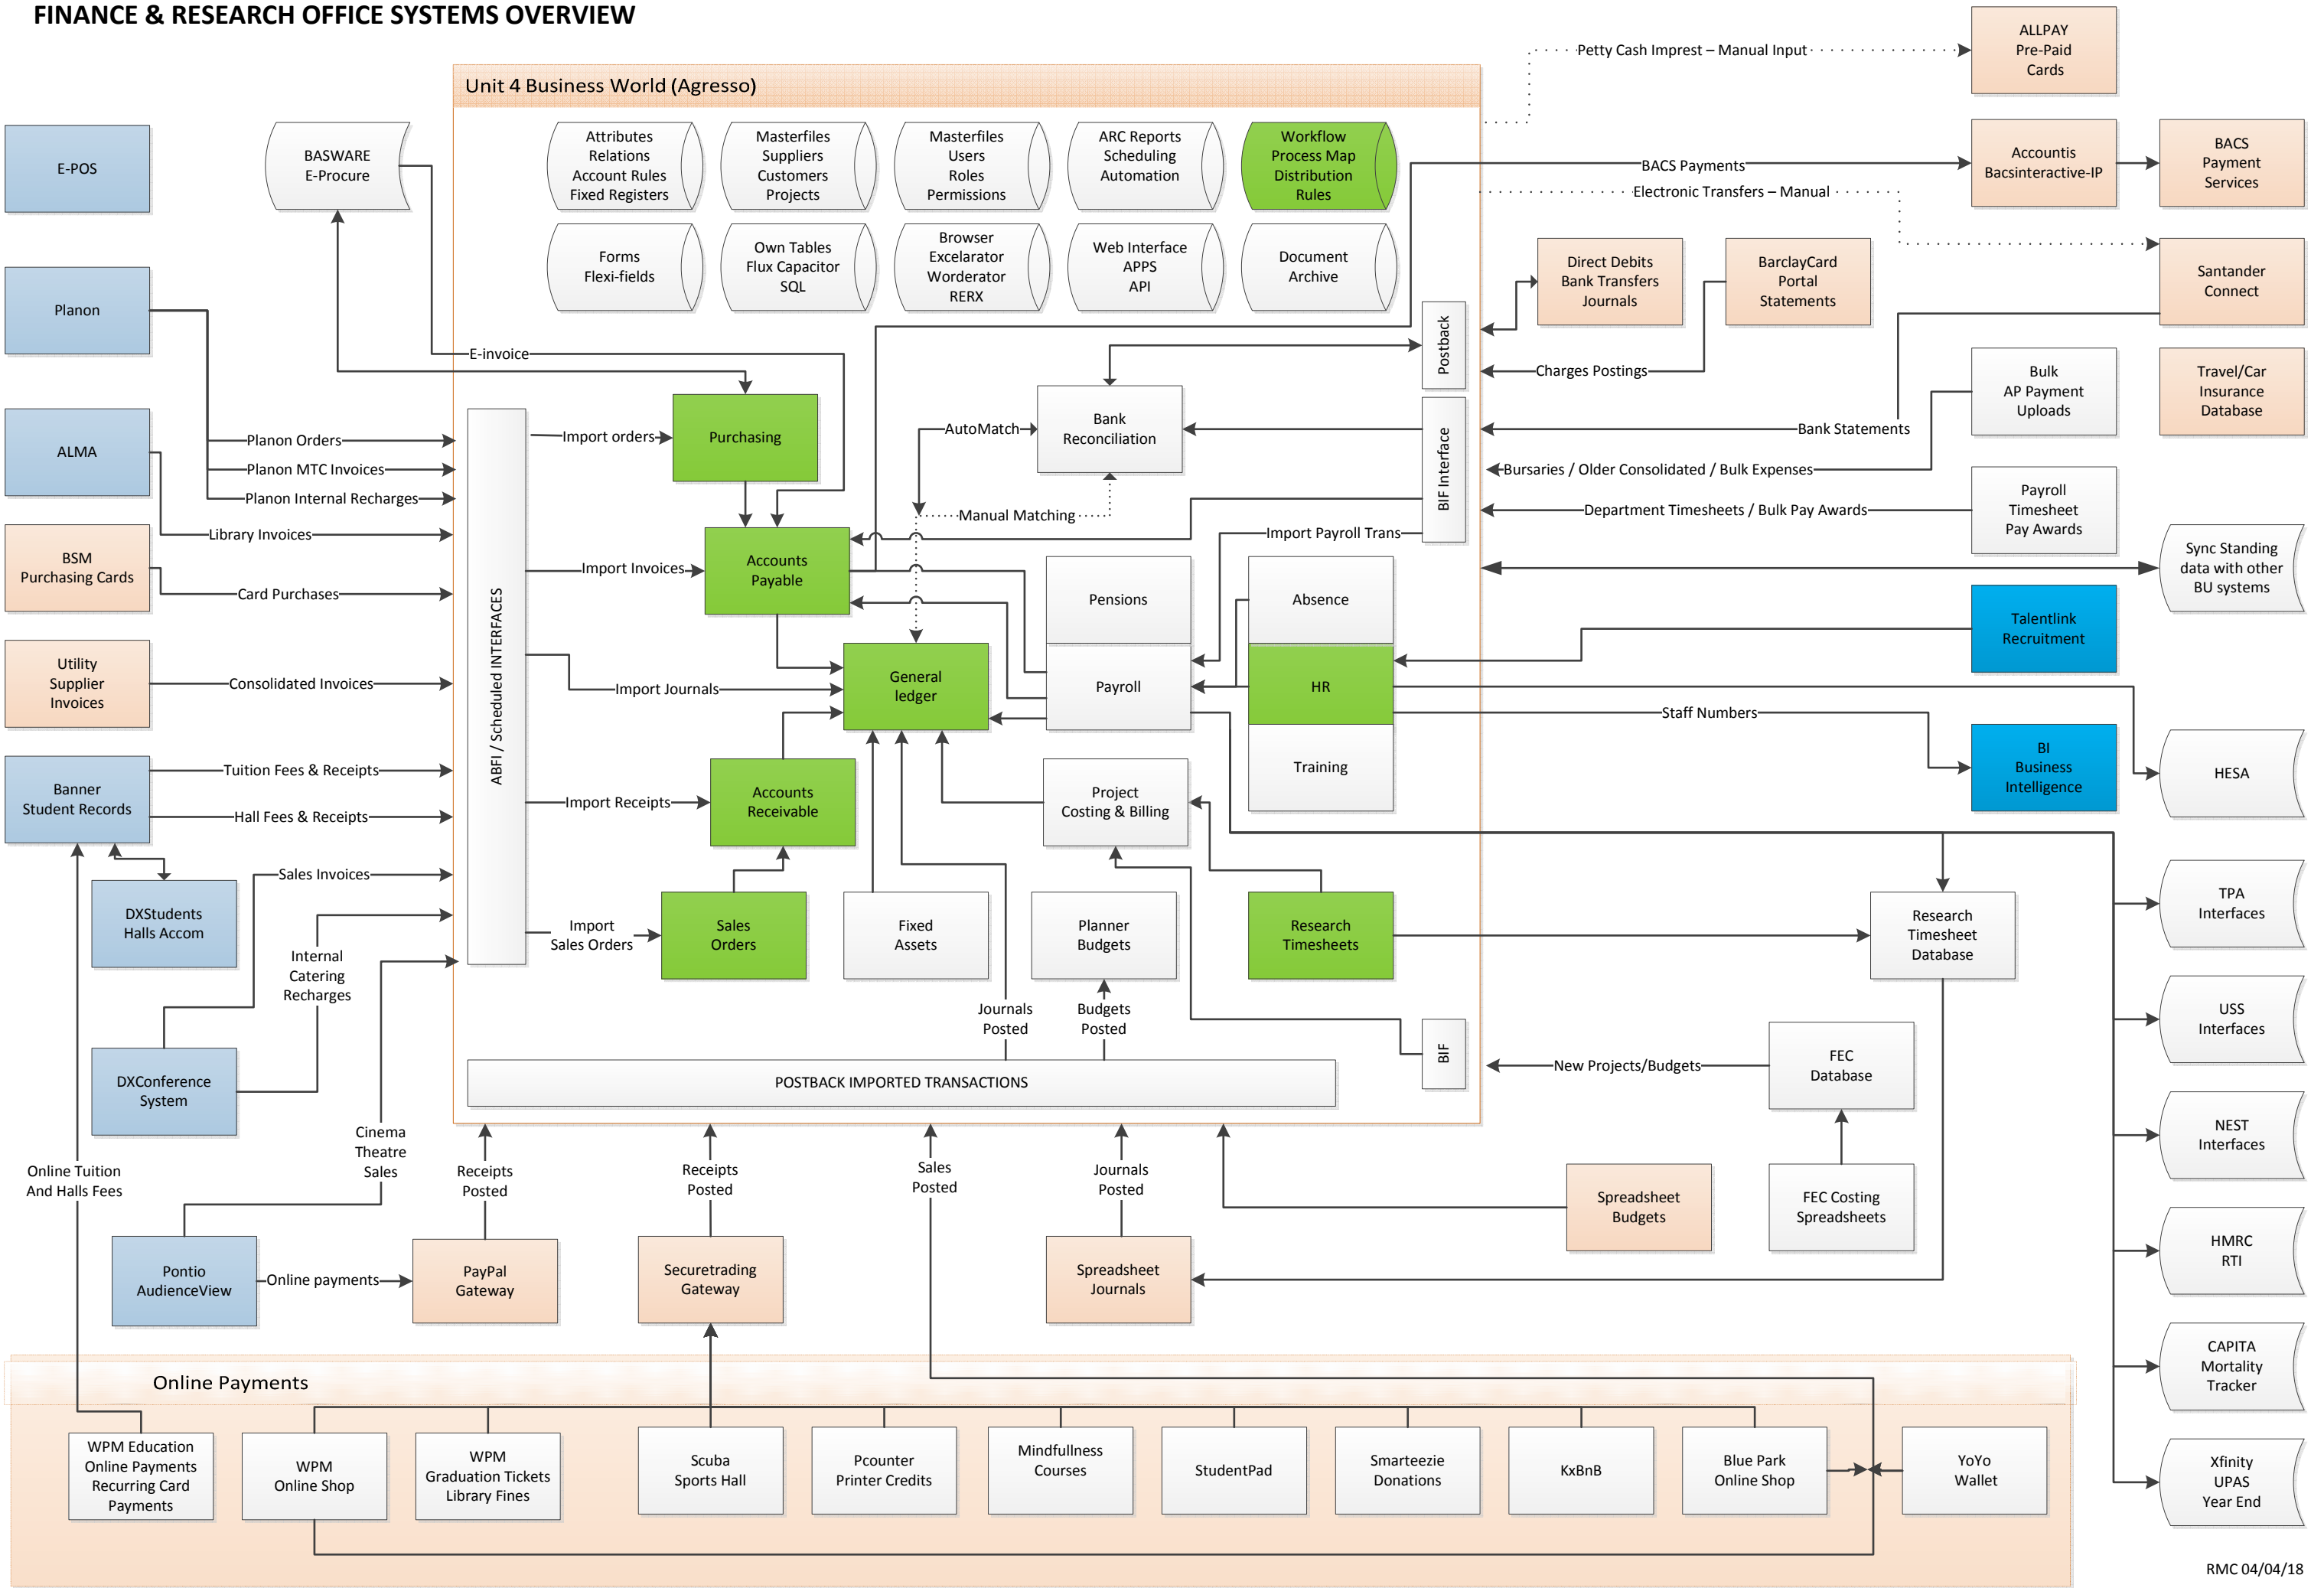 FINANCE & RESEARCH OFFICE SYSTEMS OVERVIEW
Petty Cash Imprest – Manual Input
ALLPAY
Pre-Paid
Cards
Unit 4 Business World (Agresso)
E-POS
BASWARE
E-Procure
Attributes
Relations
Account Rules
Fixed Registers
Masterfiles
Suppliers
Customers
Projects
Masterfiles
Users
Roles
Permissions
ARC Reports
Scheduling
Automation
Workflow
Process Map
Distribution
Rules
BACS Payments
Electronic Transfers – Manual
Accountis
Bacsinteractive-IP
BACS
Payment
Services
Forms
Flexi-fields
Own Tables
Flux Capacitor
SQL
Browser
Excelarator
Worderator
RERX
Web Interface
APPS
API
Document
Archive
Direct Debits
Bank Transfers
Journals
BarclayCard
Portal
Statements
Santander
Connect
Planon
E-invoice
Postback
Charges Postings
Bulk
AP Payment
Uploads
Travel/Car
Insurance
Database
ALMA
Planon Orders
Planon MTC Invoices
Planon Internal Recharges
Import orders
Purchasing
AutoMatch
Bank
Reconciliation
BIF Interface
Bank Statements
Bursaries / Older Consolidated / Bulk Expenses
Payroll
Timesheet
Pay Awards
Department Timesheets / Bulk Pay Awards
Manual Matching
Import Payroll Trans
Library Invoices
BSM
Purchasing Cards
Card Purchases
ABFI / Scheduled INTERFACES
Import Invoices
Accounts
Payable
Pensions
Absence
Sync Standing
data with other
BU systems
Talentlink
Recruitment
Utility
Supplier
Invoices
Consolidated Invoices
Import Journals
General
ledger
Payroll
HR
Staff Numbers
Training
BI
Business
Intelligence
HESA
Banner
Student Records
Tuition Fees & Receipts
Hall Fees & Receipts
Import Receipts
Accounts
Receivable
Project
Costing & Billing
DXStudents
Halls Accom
Sales Invoices
Internal
Catering
Recharges
Import
Sales Orders
Sales
Orders
Fixed
Assets
Planner
Budgets
Research
Timesheets
Research
Timesheet
Database
TPA
Interfaces
USS
Interfaces
Journals
Posted
Budgets
Posted
BIF
DXConference
System
POSTBACK IMPORTED TRANSACTIONS
New Projects/Budgets
FEC
Database
NEST
Interfaces
Cinema
Theatre
Sales
Online Tuition
And Halls Fees
Receipts
Posted
Receipts
Posted
Sales
Posted
Journals
Posted
Spreadsheet
Budgets
FEC Costing
Spreadsheets
HMRC
RTI
Pontio
AudienceView
Online payments
PayPal
Gateway
Securetrading
Gateway
Spreadsheet
Journals
CAPITA
Mortality
Tracker
Online Payments
WPM Education
Online Payments
Recurring Card
Payments
WPM
Online Shop
WPM
Graduation Tickets
Library Fines
Scuba
Sports Hall
Pcounter
Printer Credits
Mindfullness
Courses
StudentPad
Smarteezie
Donations
KxBnB
Blue Park
Online Shop
YoYo
Wallet
Xfinity
UPAS
Year End
RMC 04/04/18